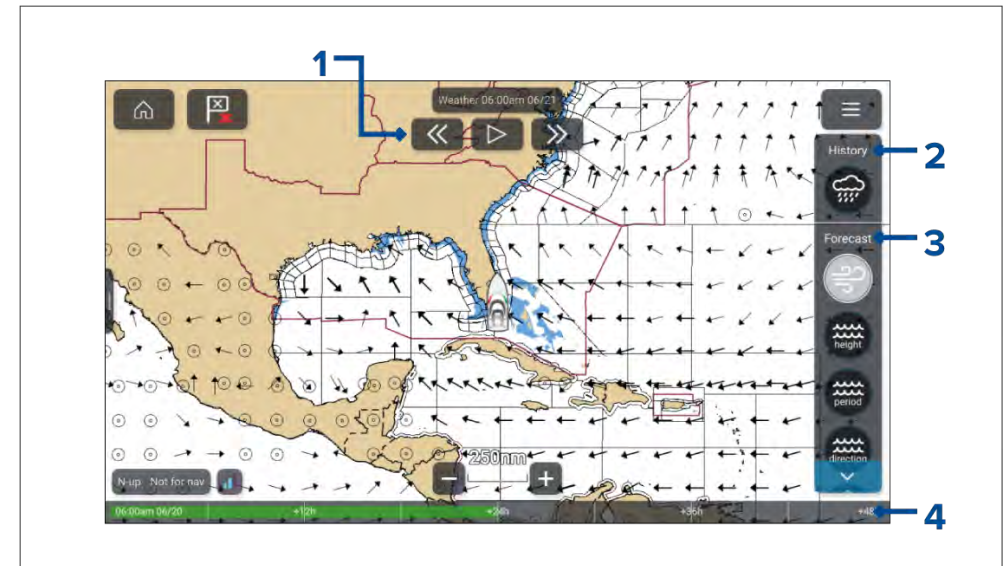 1
Weather 06:00am 06/21
History
2
Forecast
3
height
period
direction
250nm
N-up Not for nav
06:00am 06/20 +12h +24h +36h +48
4